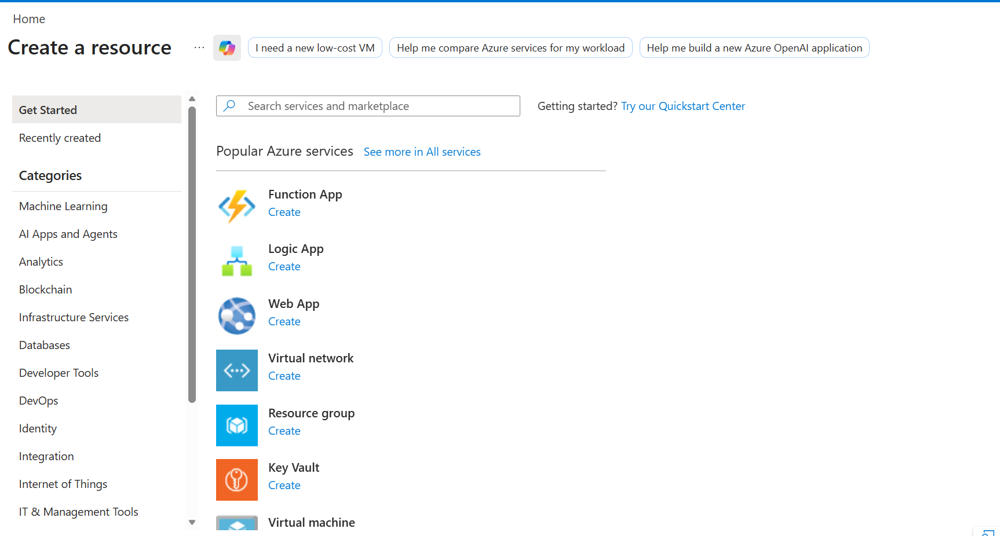 Home
Create a resource
...
I need a new low-cost VM
Help me compare Azure services for my workload
Help me build a new Azure OpenAI application
Get Started
Recently created
Categories
Machine Learning
AI Apps and Agents
Analytics
Blockchain
Infrastructure Services
Databases
Developer Tools
DevOps
Identity
Integration
Internet of Things
IT & Management Tools
Search services and marketplace
Getting started? Try our Quickstart Center
Popular Azure services See more in All services
Function App
Create
Logic App
Create
Web App
Create
Virtual network
Create
Resource group
Create
Key Vault
Create
Virtual machine